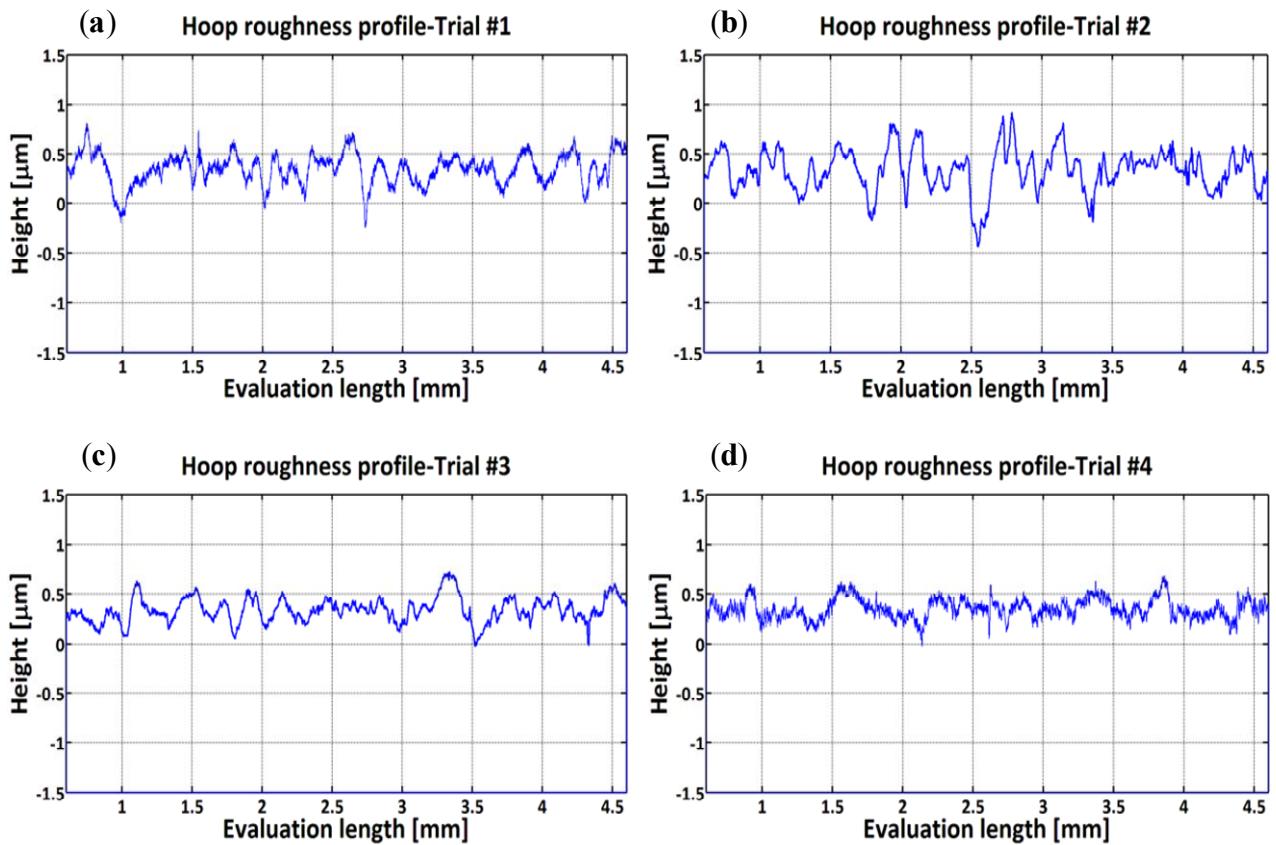 (a)
Hoop roughness profile-Trial #1
Height [µm]
1.5
1
0.5
0
-0.5
-1
-1.5
1 1.5 2 2.5 3 3.5 4 4.5
Evaluation length [mm]
(b)
Hoop roughness profile-Trial #2
Height [µm]
1.5
1
0.5
0
-0.5
-1
-1.5
1 1.5 2 2.5 3 3.5 4 4.5
Evaluation length [mm]
(c)
Hoop roughness profile-Trial #3
Height [µm]
1.5
1
0.5
0
-0.5
-1
-1.5
1 1.5 2 2.5 3 3.5 4 4.5
Evaluation length [mm]
(d)
Hoop roughness profile-Trial #4
Height [µm]
1.5
1
0.5
0
-0.5
-1
-1.5
1 1.5 2 2.5 3 3.5 4 4.5
Evaluation length [mm]